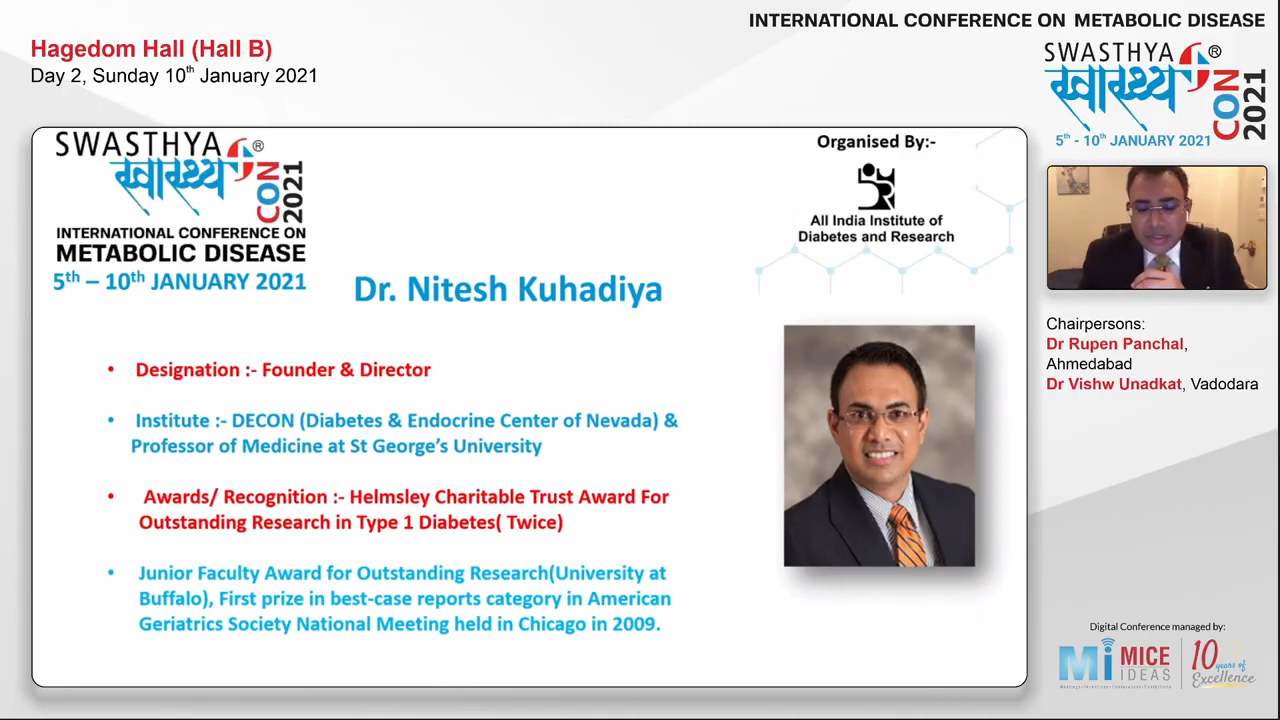 INTERNATIONAL CONFERENCE ON METABOLIC DISEASE
Hagedom Hall (Hall B)
Day 2, Sunday 10th January 2021
SWASTHYA ®
स्वास्थ्य
CON
2021
5th - 10th JANUARY 2021
SWASTHYA ®
स्वास्थ्य
CON
2021
INTERNATIONAL CONFERENCE ON
METABOLIC DISEASE
5th – 10th JANUARY 2021
Organised By:-
All India Institute of
Diabetes and Research
Dr. Nitesh Kuhadiya
• Designation :- Founder & Director
• Institute :- DECON (Diabetes & Endocrine Center of Nevada) &
Professor of Medicine at St George’s University
• Awards/ Recognition :- Helmsley Charitable Trust Award For
Outstanding Research in Type 1 Diabetes( Twice)
• Junior Faculty Award for Outstanding Research(University at
Buffalo), First prize in best-case reports category in American
Geriatrics Society National Meeting held in Chicago in 2009.
Chairpersons:
Dr Rupen Panchal,
Ahmedabad
Dr Vishw Unadkat, Vadodara
Digital Conference managed by:
Mi MICE
IDEAS
10 years of
Excellence